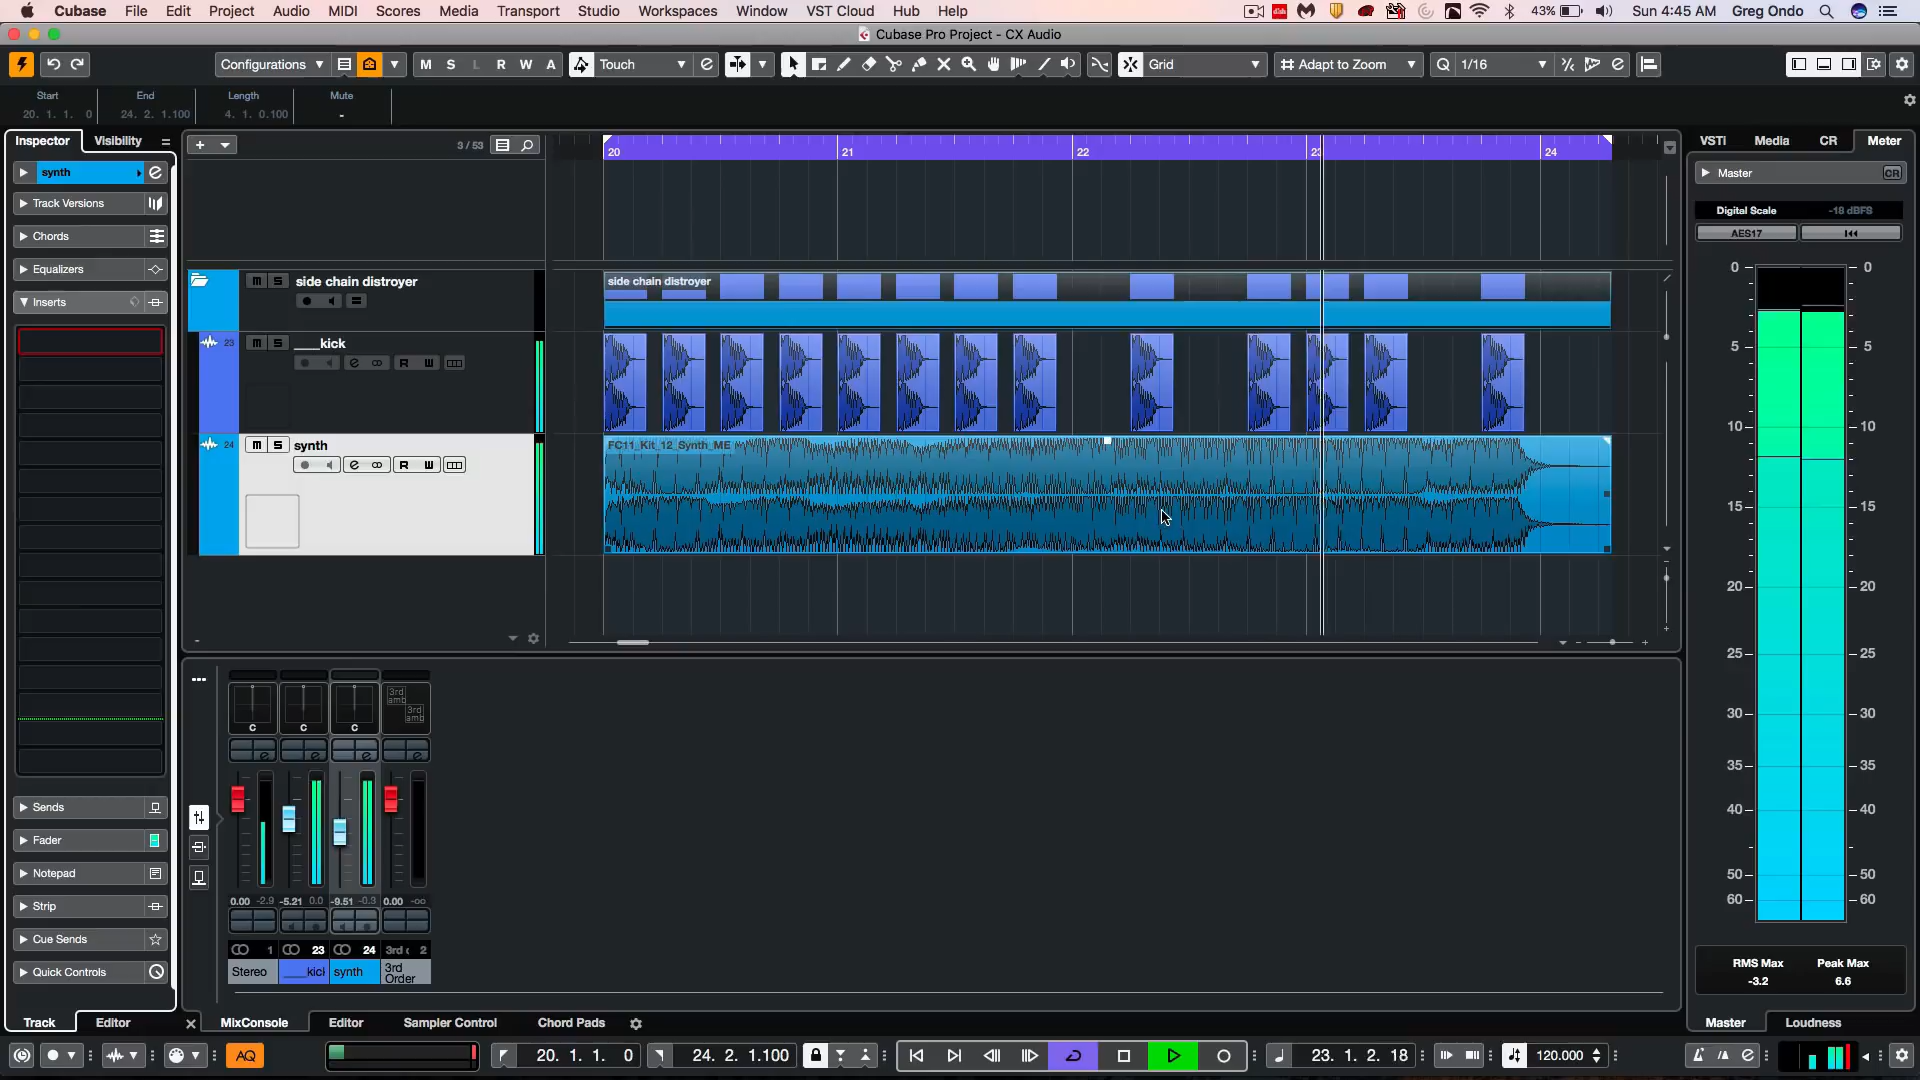 Cubase File Edit Project Audio MIDI Scores Media Transport Studio Workspaces Window VST Cloud Hub Help
43% Sun 4:45 AM Greg Ondo
Cubase Pro Project - CX Audio
Configurations M S L R W A Touch Grid Adapt to Zoom Q 1/16
Start End Length Mute
20. 1. 1. 0 24. 2. 1.100 4. 1. 0.100 -
Inspector Visibility
3 / 53
20 21 22 23 24
VSTi Media CR Meter
synth
Master CR
Track Versions
Digital Scale -18 dBFS
AES17
Chords
Equalizers
Inserts
m S side chain distroyer
side chain distroyer
23 m S ____kick
R W
24 m S synth
R W
FC11_Kit_12_Synth_ME
0 0
5 5
10 10
15 15
20 20
25 25
30 30
35 35
40 40
50 50
60 60
C C C 3rd amb 3rd amb
Sends
Fader
Notepad
Strip
Cue Sends
Quick Controls
0.00 -2.9 -5.21 0.0 -9.51 -0.3 0.00 -oo
1 23 24 3rd 2
Stereo ____kick synth 3rd Order
RMS Max Peak Max
-3.2 6.6
Track Editor
MixConsole Editor Sampler Control Chord Pads
Master Loudness
AQ 20. 1. 1. 0 24. 2. 1.100 23. 1. 2. 18 120.000